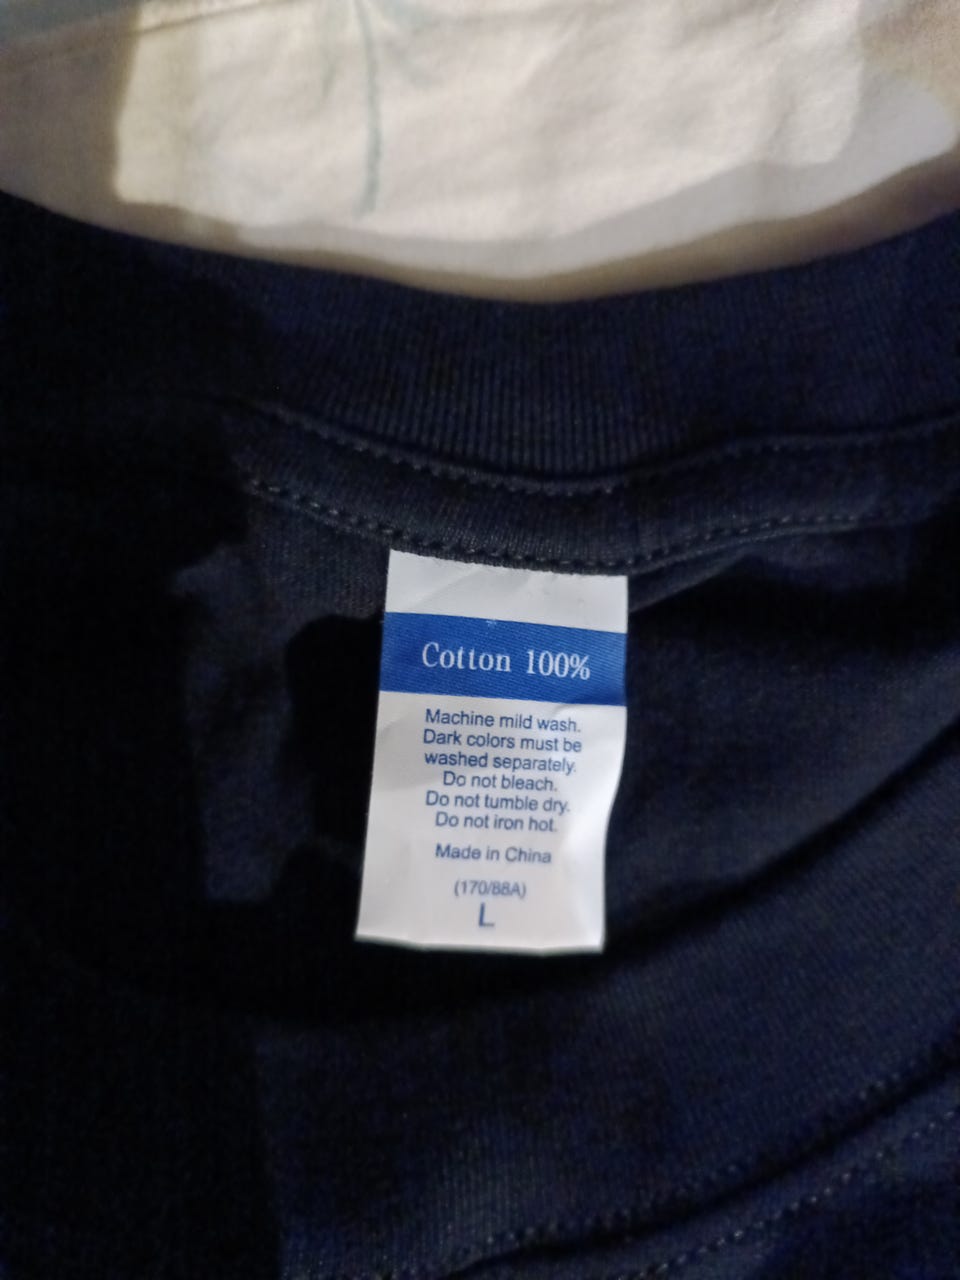 Cotton 100%
Machine mild wash.
Dark colors must be
washed separately.
Do not bleach.
Do not tumble dry.
Do not iron hot.
Made in China
(170/88A)
L